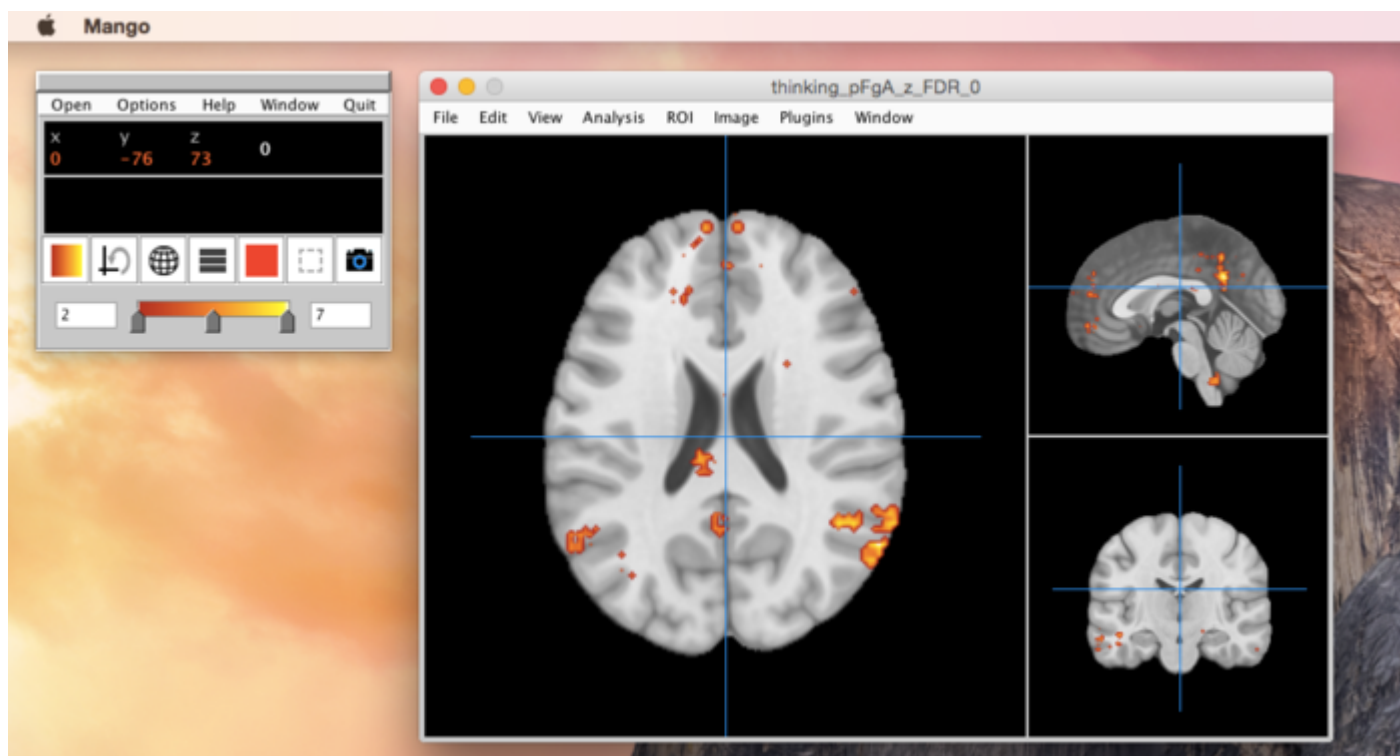 Mango
Open Options Help Window Quit
x y z
0 -76 73 0
2 7
thinking_pFgA_z_FDR_0
File Edit View Analysis ROI Image Plugins Window